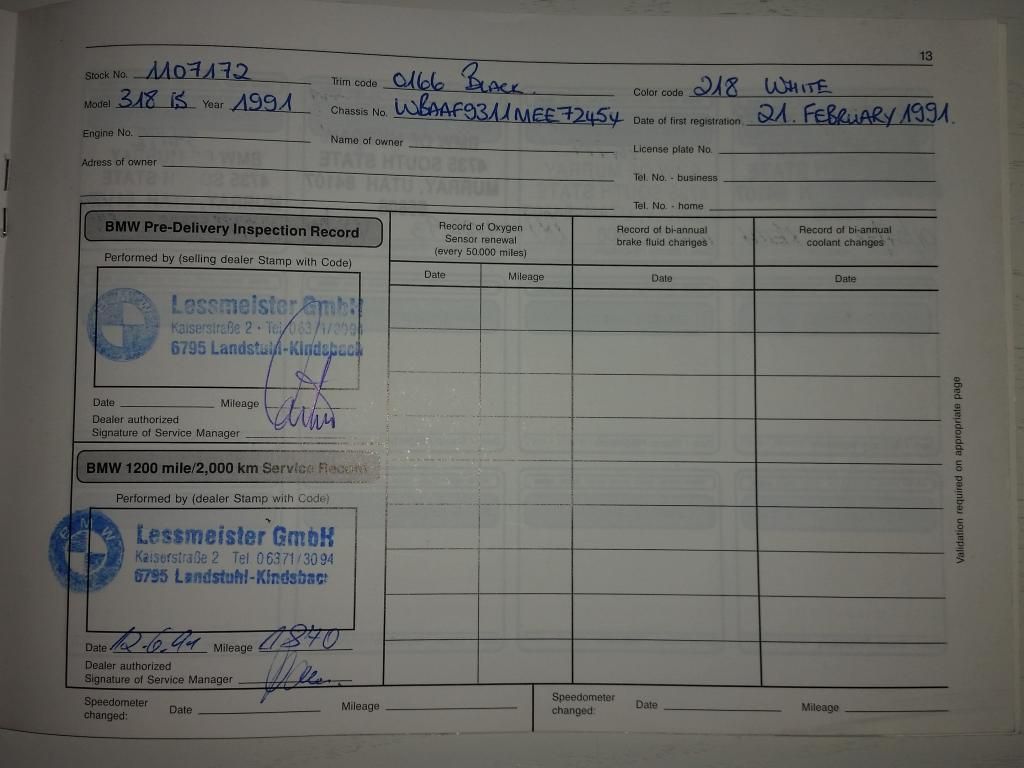 13
Stock No. 1107172 Trim code 0166 BLACK Color code 218 WHITE
Model 318 iS Year 1991 Chassis No. WBAAF9311MEE72454 Date of first registration 21. FEBRUARY 1991.
Engine No. Name of owner License plate No.
Adress of owner Tel. No. - business
Tel. No. - home
BMW Pre-Delivery Inspection Record
Performed by (selling dealer Stamp with Code)
Lessmeister GmbH
Kaiserstraße 2 · Tel. 06371/3094
6795 Landstuhl-Kindsbach
Date Mileage
Dealer authorized
Signature of Service Manager
BMW 1200 mile/2,000 km Service Record
Performed by (dealer Stamp with Code)
BMW
Lessmeister GmbH
Kaiserstraße 2 Tel. 06371/3094
6795 Landstuhl-Kindsbach
Date 12.6.91 Mileage 1840
Dealer authorized
Signature of Service Manager
Record of Oxygen
Sensor renewal
(every 50.000 miles)
Date Mileage
Record of bi-annual
brake fluid changes
Date
Record of bi-annual
coolant changes
Date
Validation required on appropriate page
Speedometer
changed: Date Mileage
Speedometer
changed: Date Mileage